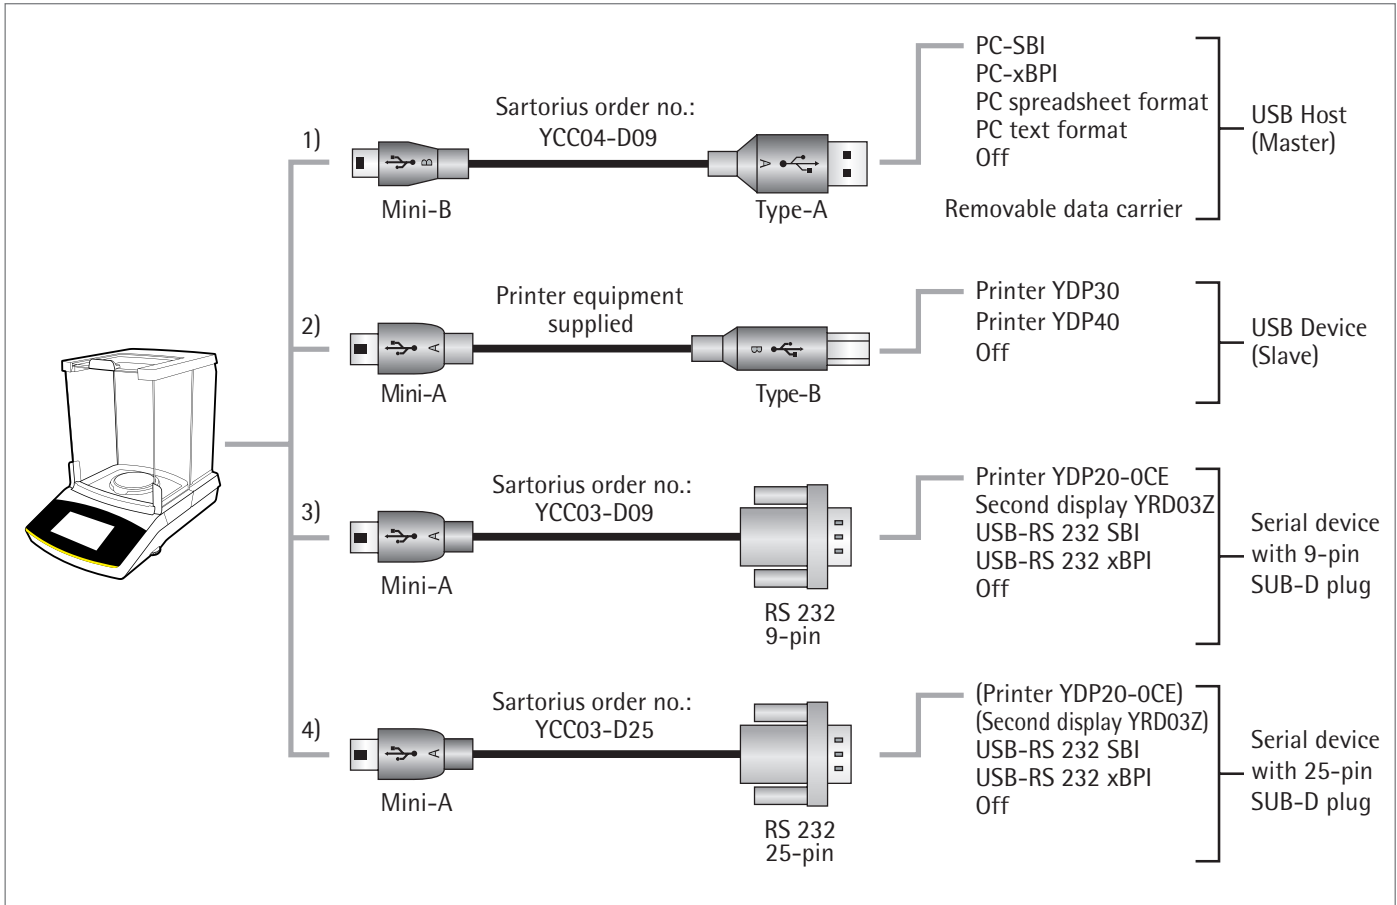 1)
Sartorius order no.:
YCC04-D09
B
A
Mini-B
Type-A
PC-SBI
PC-xBPI
PC spreadsheet format
PC text format
Off
Removable data carrier
USB Host
(Master)
2)
Printer equipment
supplied
A
B
Mini-A
Type-B
Printer YDP30
Printer YDP40
Off
USB Device
(Slave)
3)
Sartorius order no.:
YCC03-D09
A
Mini-A
RS 232
9-pin
Printer YDP20-0CE
Second display YRD03Z
USB-RS 232 SBI
USB-RS 232 xBPI
Off
Serial device
with 9-pin
SUB-D plug
4)
Sartorius order no.:
YCC03-D25
A
Mini-A
RS 232
25-pin
(Printer YDP20-0CE)
(Second display YRD03Z)
USB-RS 232 SBI
USB-RS 232 xBPI
Off
Serial device
with 25-pin
SUB-D plug